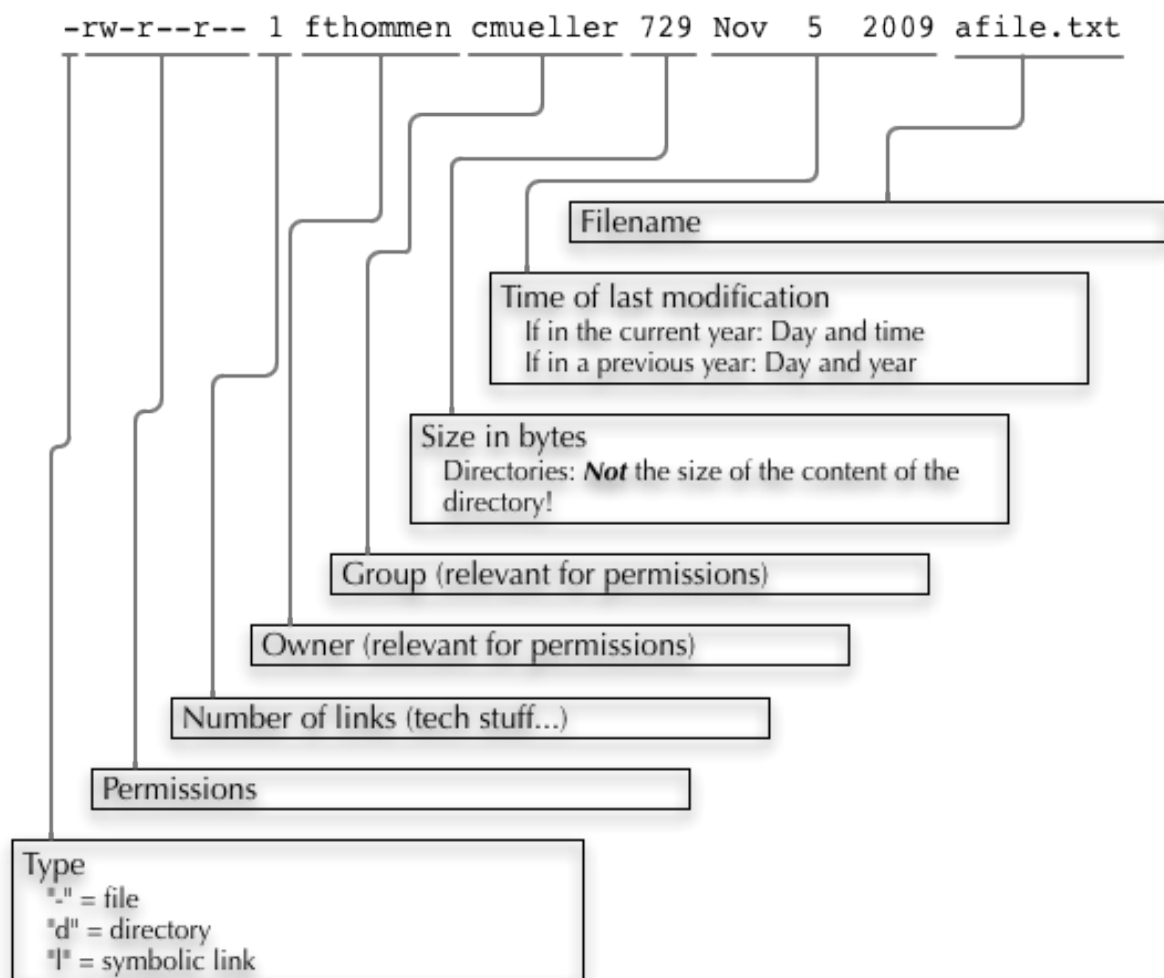 -rw-r--r-- 1 fthommen cmueller 729 Nov 5 2009 afile.txt
Filename
Time of last modification
If in the current year: Day and time
If in a previous year: Day and year
Size in bytes
Directories: Not the size of the content of the
directory!
Group (relevant for permissions)
Owner (relevant for permissions)
Number of links (tech stuff...)
Permissions
Type
"-" = file
"d" = directory
"l" = symbolic link